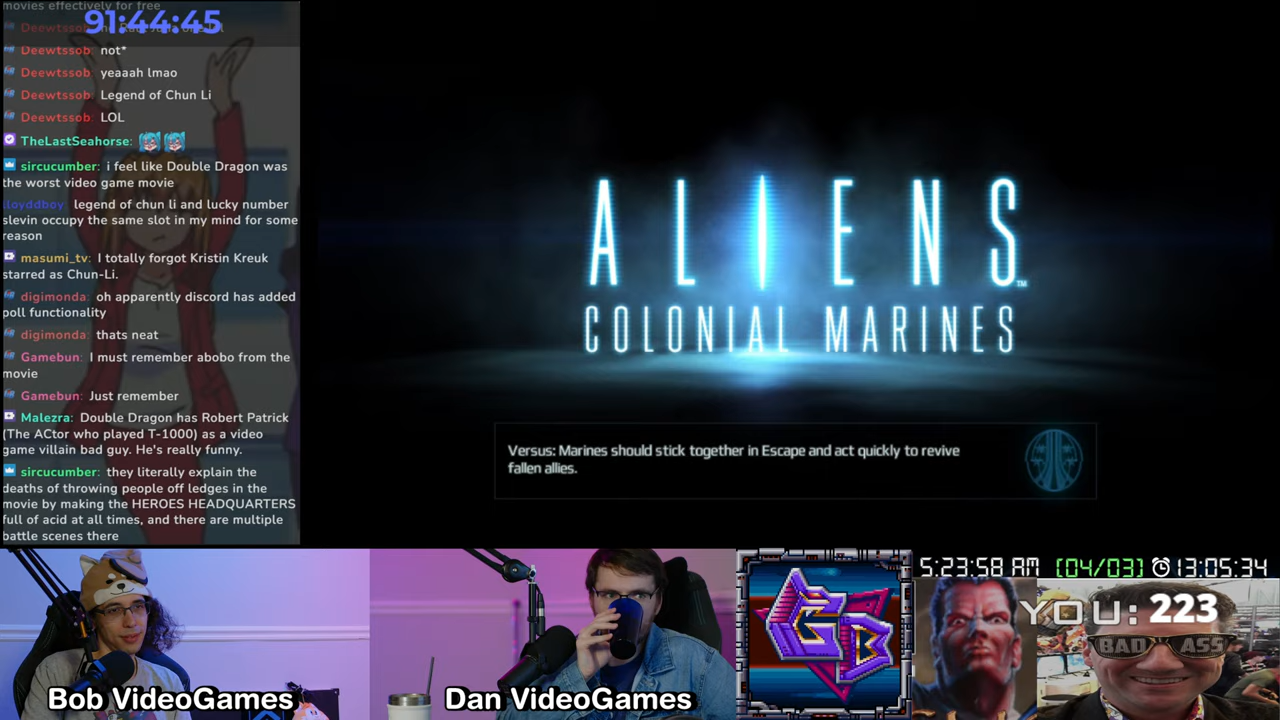 movies effectively for free
91:44:45
Deewtssob:
Deewtssob: not*
Deewtssob: yeaaah lmao
Deewtssob: Legend of Chun Li
Deewtssob: LOL
TheLastSeahorse:
sircucumber: i feel like Double Dragon was
the worst video game movie
lloyddboy: legend of chun li and lucky number
slevin occupy the same slot in my mind for some
reason
masumi_tv: I totally forgot Kristin Kreuk
starred as Chun-Li.
digimonda: oh apparently discord has added
poll functionality
digimonda: thats neat
Gamebun: I must remember abobo from the
movie
Gamebun: Just remember
Malezra: Double Dragon has Robert Patrick
(The ACtor who played T-1000) as a video
game villain bad guy. He's really funny.
sircucumber: they literally explain the
deaths of throwing people off ledges in the
movie by making the HEROES HEADQUARTERS
full of acid at all times, and there are multiple
battle scenes there
ALIENS™
COLONIAL MARINES
Versus: Marines should stick together in Escape and act quickly to revive
fallen allies.
Bob VideoGames
Dan VideoGames
GB
5:23:58 AM [04/03] 13:05:34
YOU: 223
BAD ASS